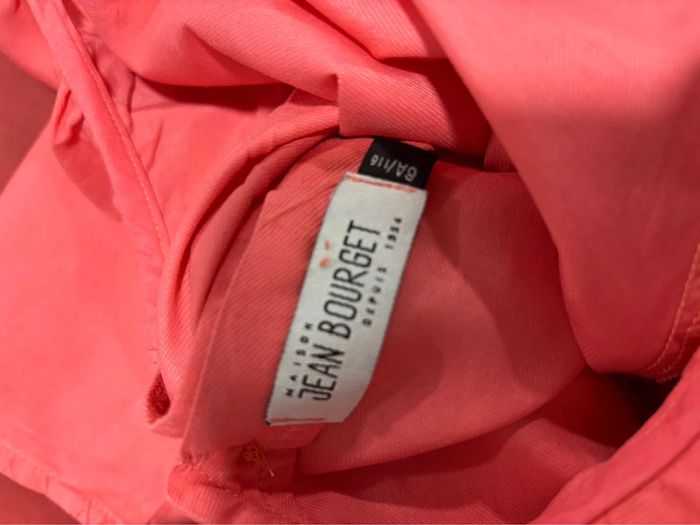 6A/116
MAISON
JEAN BOURGET
DEPUIS 1954